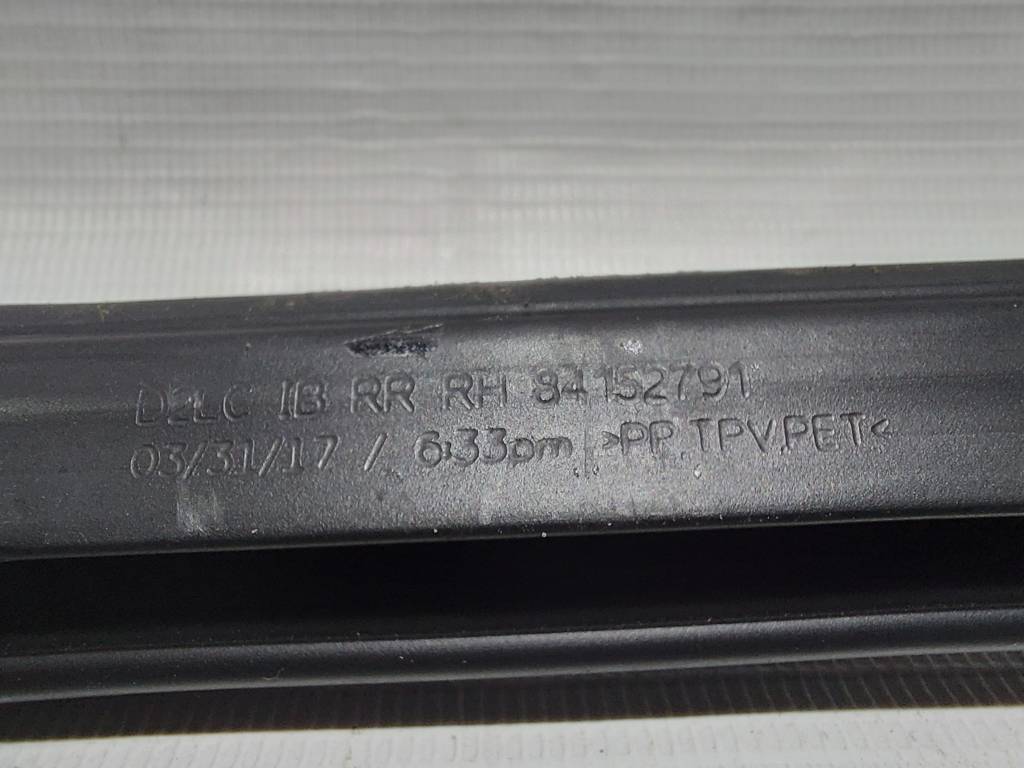 D2LC IB RR RH 84152791
03/31/17 / 6:33pm >PP,TPV,PET<